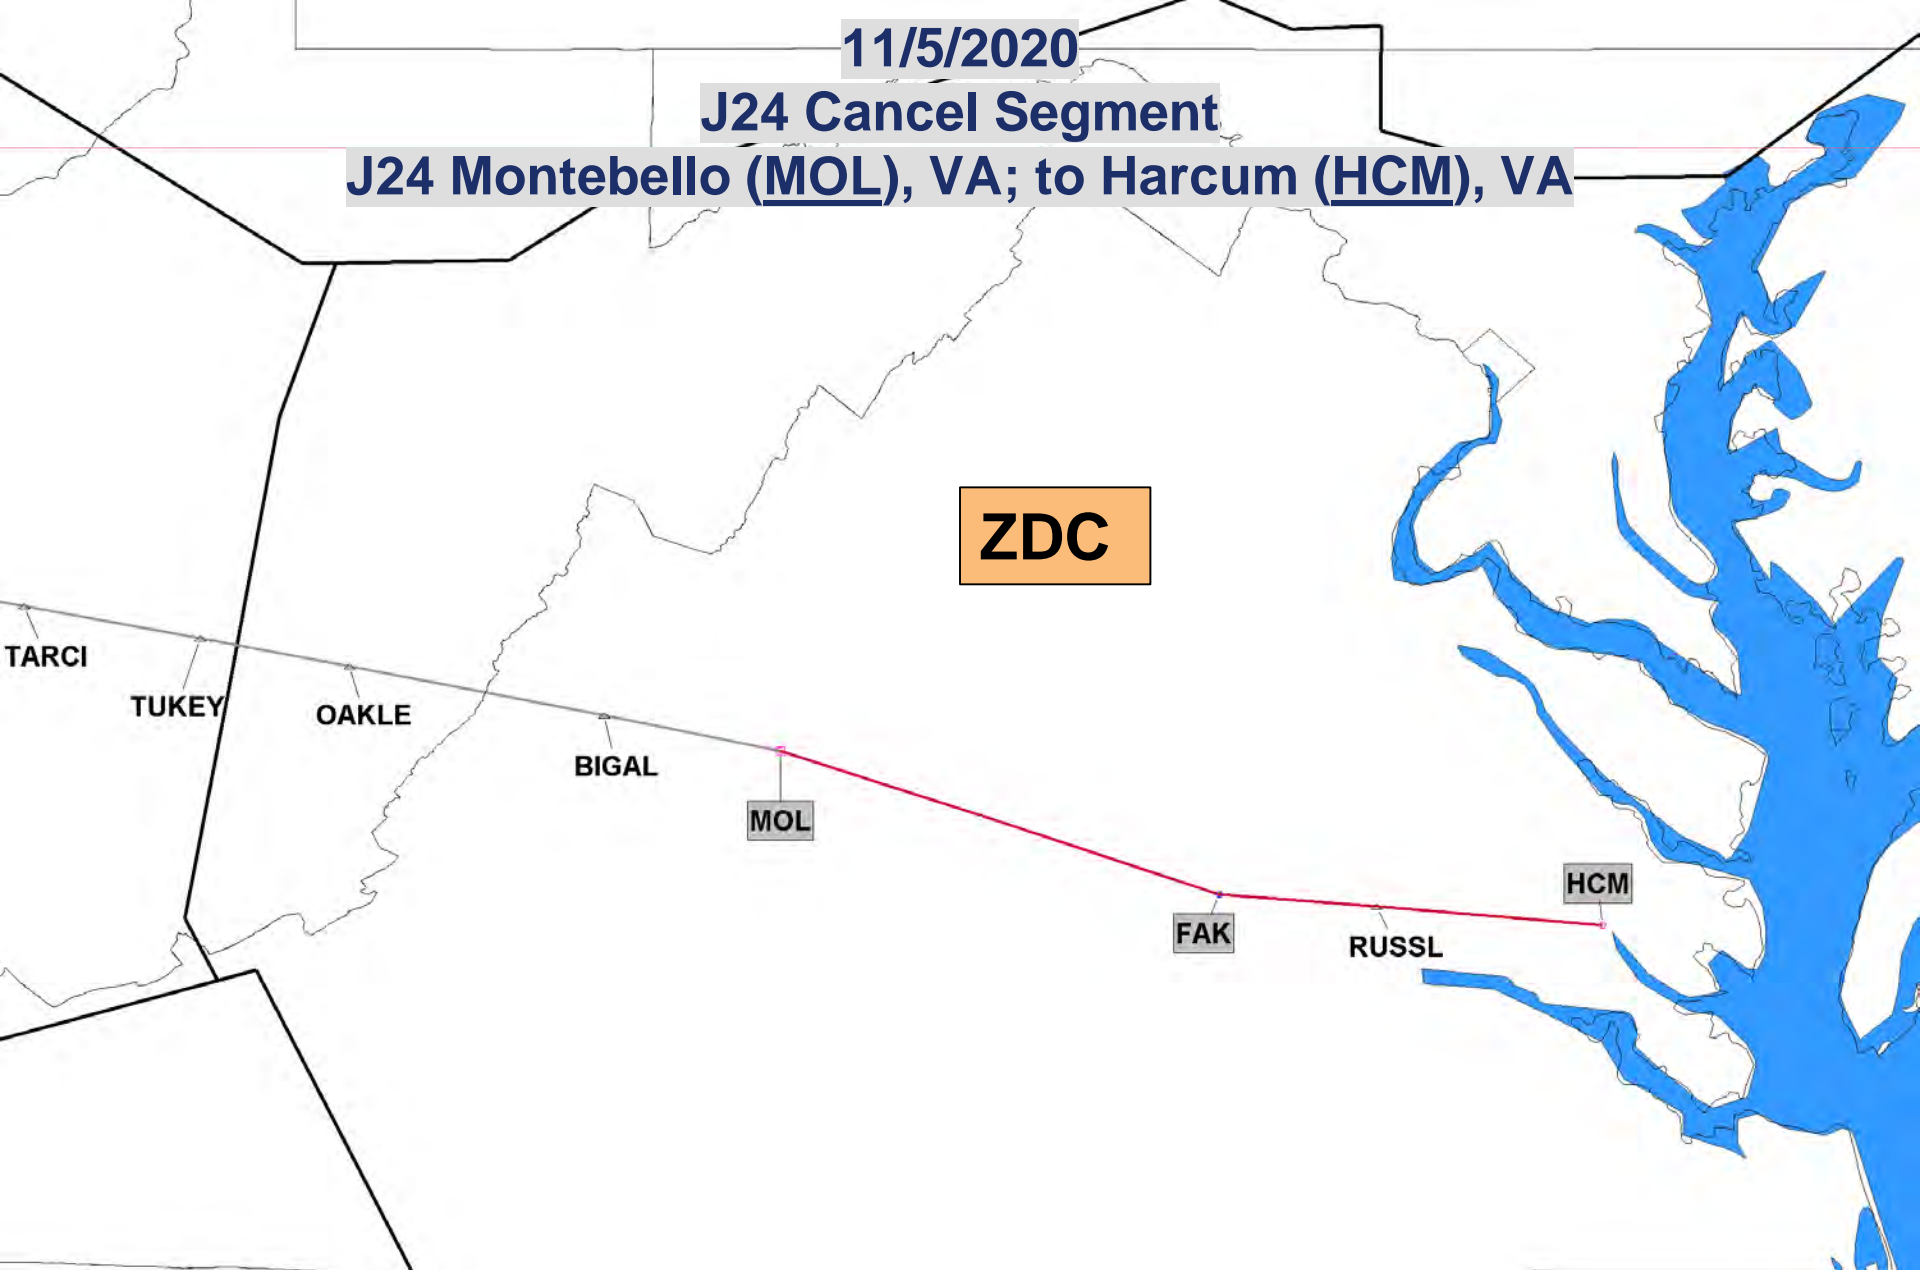 11/5/2020
J24 Cancel Segment
J24 Montebello (MOL), VA; to Harcum (HCM), VA
ZDC
TARCI
TUKEY
OAKLE
BIGAL
MOL
FAK
RUSSL
HCM